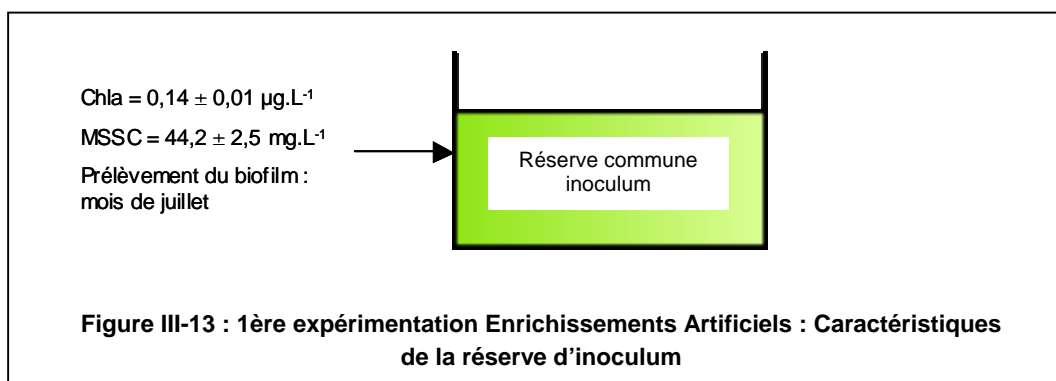 Chla = 0,14 ± 0,01 µg.L-1
MSSC = 44,2 ± 2,5 mg.L-1
Prélèvement du biofilm :
mois de juillet
Réserve commune
inoculum
Figure III-13 : 1ère expérimentation Enrichissements Artificiels : Caractéristiques
de la réserve d'inoculum